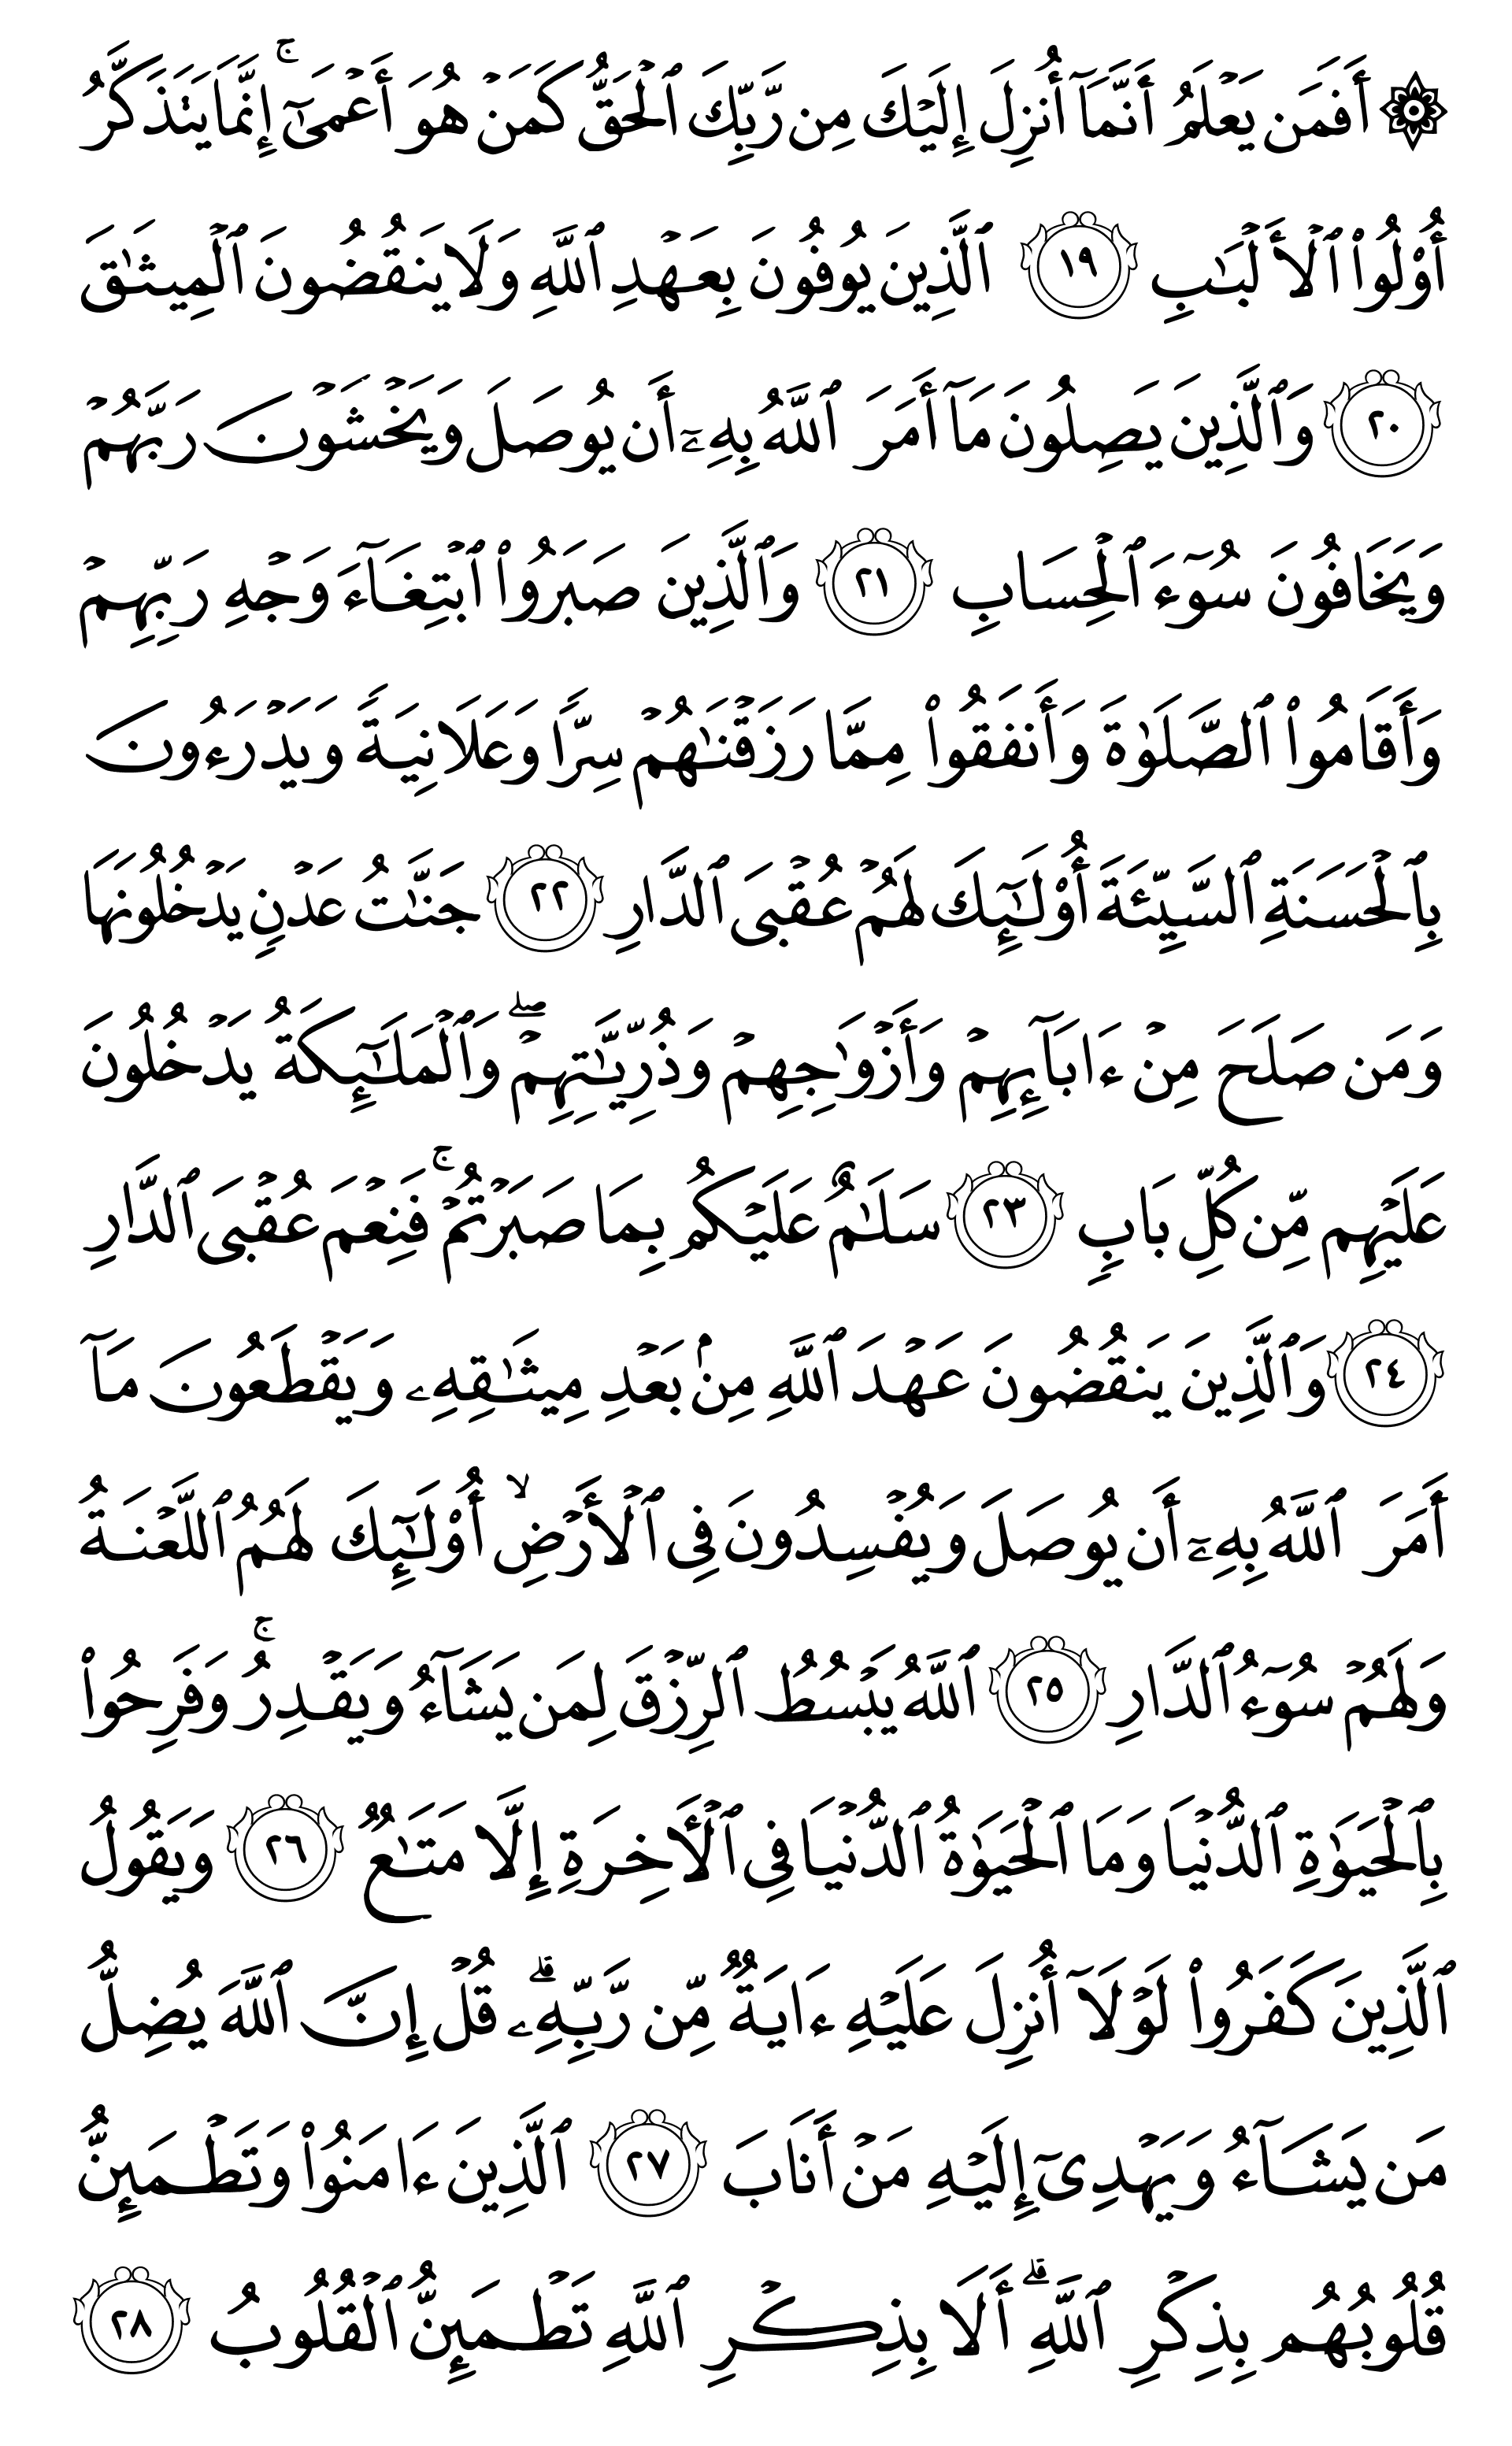 ۞ أَفَمَن يَعۡلَمُ أَنَّمَآ أُنزِلَ إِلَيۡكَ مِن رَّبِّكَ ٱلۡحَقُّ كَمَنۡ هُوَ أَعۡمَىٰٓۚ إِنَّمَا يَتَذَكَّرُ
أُوْلُواْ ٱلۡأَلۡبَٰبِ ١٩ ٱلَّذِينَ يُوفُونَ بِعَهۡدِ ٱللَّهِ وَلَا يَنقُضُونَ ٱلۡمِيثَٰقَ
٢٠ وَٱلَّذِينَ يَصِلُونَ مَآ أَمَرَ ٱللَّهُ بِهِۦٓ أَن يُوصَلَ وَيَخۡشَوۡنَ رَبَّهُمۡ
وَيَخَافُونَ سُوٓءَ ٱلۡحِسَابِ ٢١ وَٱلَّذِينَ صَبَرُواْ ٱبۡتِغَآءَ وَجۡهِ رَبِّهِمۡ
وَأَقَامُواْ ٱلصَّلَوٰةَ وَأَنفَقُواْ مِمَّا رَزَقۡنَٰهُمۡ سِرّٗا وَعَلَانِيَةٗ وَيَدۡرَءُونَ
بِٱلۡحَسَنَةِ ٱلسَّيِّئَةَ أُوْلَٰٓئِكَ لَهُمۡ عُقۡبَى ٱلدَّارِ ٢٢ جَنَّٰتُ عَدۡنٖ يَدۡخُلُونَهَا
وَمَن صَلَحَ مِنۡ ءَابَآئِهِمۡ وَأَزۡوَٰجِهِمۡ وَذُرِّيَّٰتِهِمۡۖ وَٱلۡمَلَٰٓئِكَةُ يَدۡخُلُونَ
عَلَيۡهِم مِّن كُلِّ بَابٖ ٢٣ سَلَٰمٌ عَلَيۡكُم بِمَا صَبَرۡتُمۡۚ فَنِعۡمَ عُقۡبَى ٱلدَّارِ
٢٤ وَٱلَّذِينَ يَنقُضُونَ عَهۡدَ ٱللَّهِ مِنۢ بَعۡدِ مِيثَٰقِهِۦ وَيَقۡطَعُونَ مَآ
أَمَرَ ٱللَّهُ بِهِۦٓ أَن يُوصَلَ وَيُفۡسِدُونَ فِي ٱلۡأَرۡضِۙ أُوْلَٰٓئِكَ لَهُمُ ٱللَّعۡنَةُ
وَلَهُمۡ سُوٓءُ ٱلدَّارِ ٢٥ ٱللَّهُ يَبۡسُطُ ٱلرِّزۡقَ لِمَن يَشَآءُ وَيَقۡدِرُۚ وَفَرِحُواْ
بِٱلۡحَيَوٰةِ ٱلدُّنۡيَا وَمَا ٱلۡحَيَوٰةُ ٱلدُّنۡيَا فِي ٱلۡأٓخِرَةِ إِلَّا مَتَٰعٞ ٢٦ وَيَقُولُ
ٱلَّذِينَ كَفَرُواْ لَوۡلَآ أُنزِلَ عَلَيۡهِ ءَايَةٞ مِّن رَّبِّهِۦۗ قُلۡ إِنَّ ٱللَّهَ يُضِلُّ
مَن يَشَآءُ وَيَهۡدِيٓ إِلَيۡهِ مَنۡ أَنَابَ ٢٧ ٱلَّذِينَ ءَامَنُواْ وَتَطۡمَئِنُّ
قُلُوبُهُم بِذِكۡرِ ٱللَّهِۗ أَلَا بِذِكۡرِ ٱللَّهِ تَطۡمَئِنُّ ٱلۡقُلُوبُ ٢٨